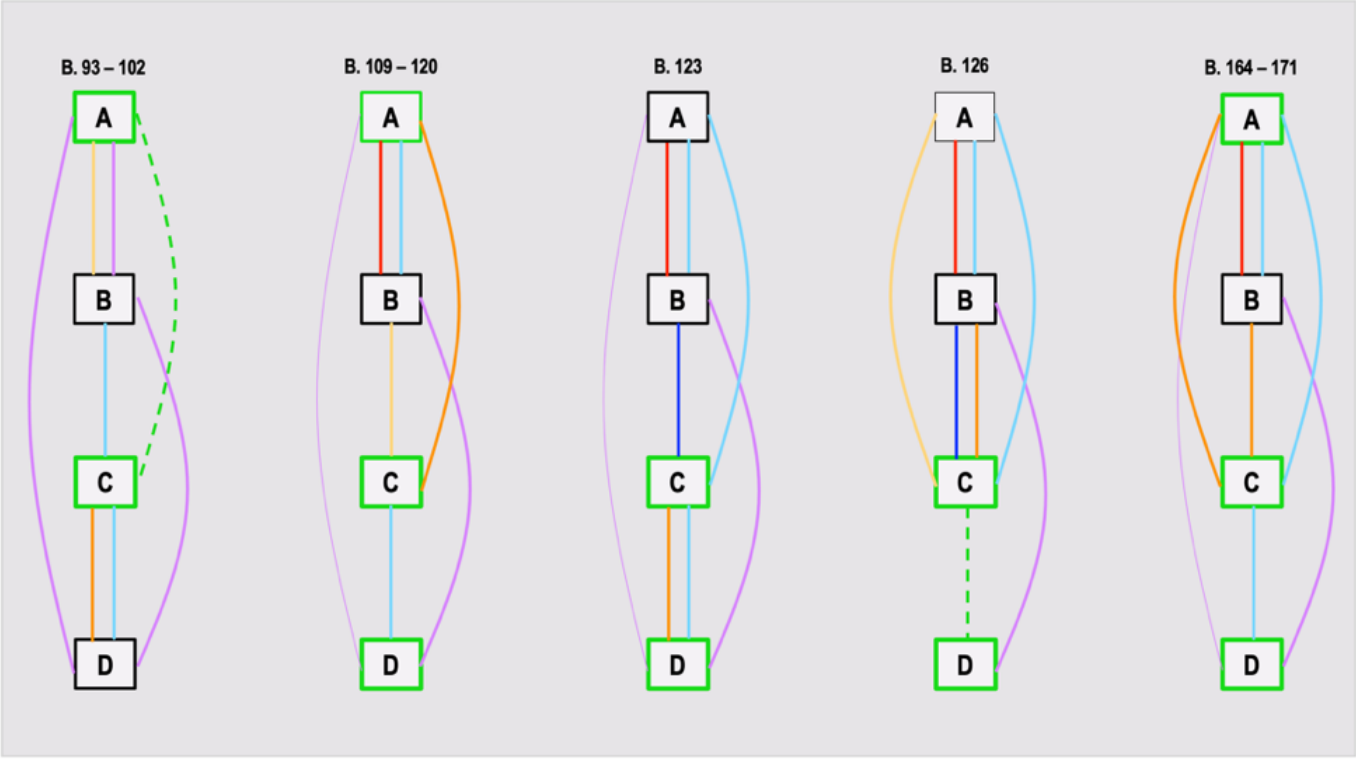 B. 93 – 102 B. 109 – 120 B. 123 B. 126 B. 164 – 171
A A A A A
B B B B B
C C C C C
D D D D D